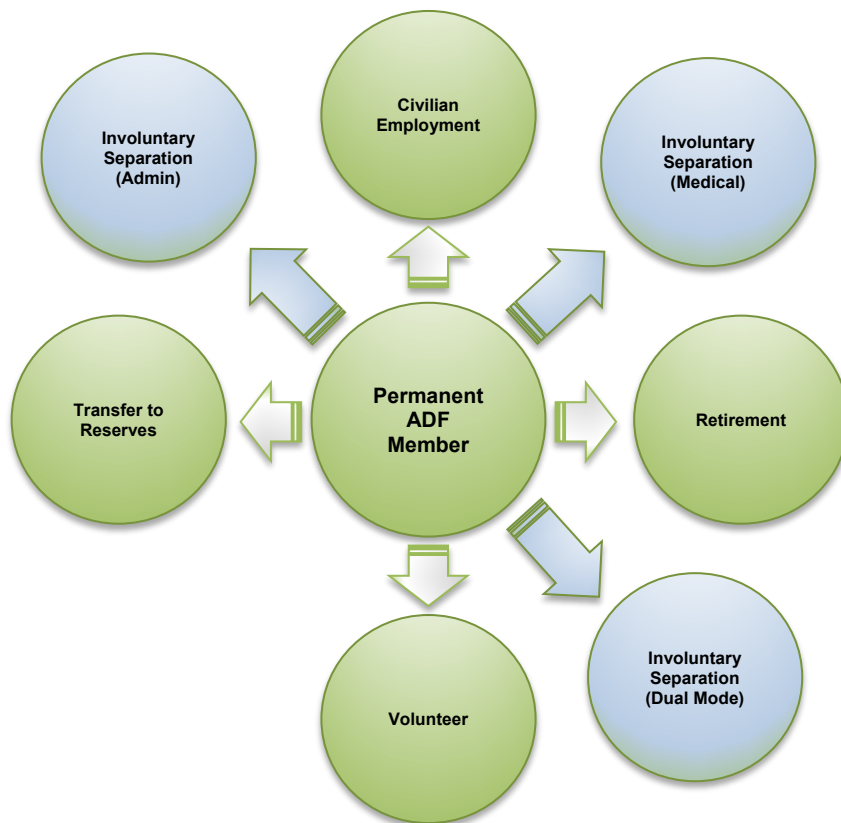 Civilian
Employment
Involuntary
Separation
(Admin)
Involuntary
Separation
(Medical)
Transfer to
Reserves
Permanent
ADF
Member
Retirement
Involuntary
Separation
(Dual Mode)
Volunteer